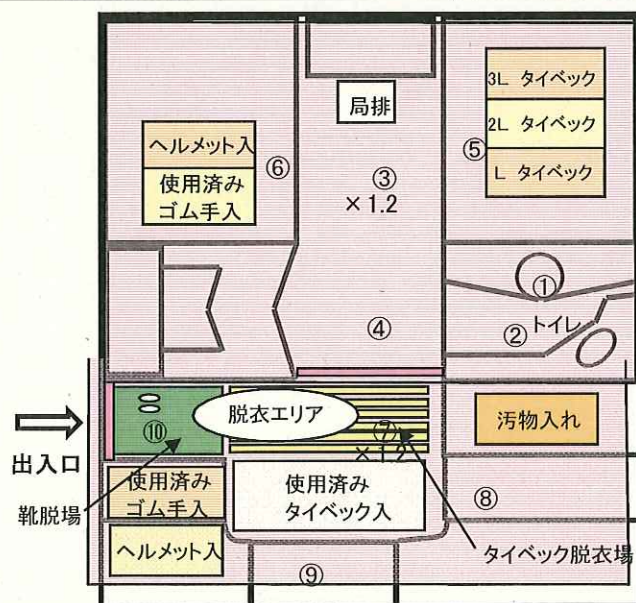 局排
3L タイベック
2L タイベック
L タイベック
⑤
ヘルメット入
使用済み
ゴム手入
⑥
③
×1.2
①
② トイレ
④
出入口
⑩
脱衣エリア
⑦
×1.2
汚物入れ
靴脱場
使用済み
ゴム手入
使用済み
タイベック入
⑧
ヘルメット入
⑨
タイベック脱衣場